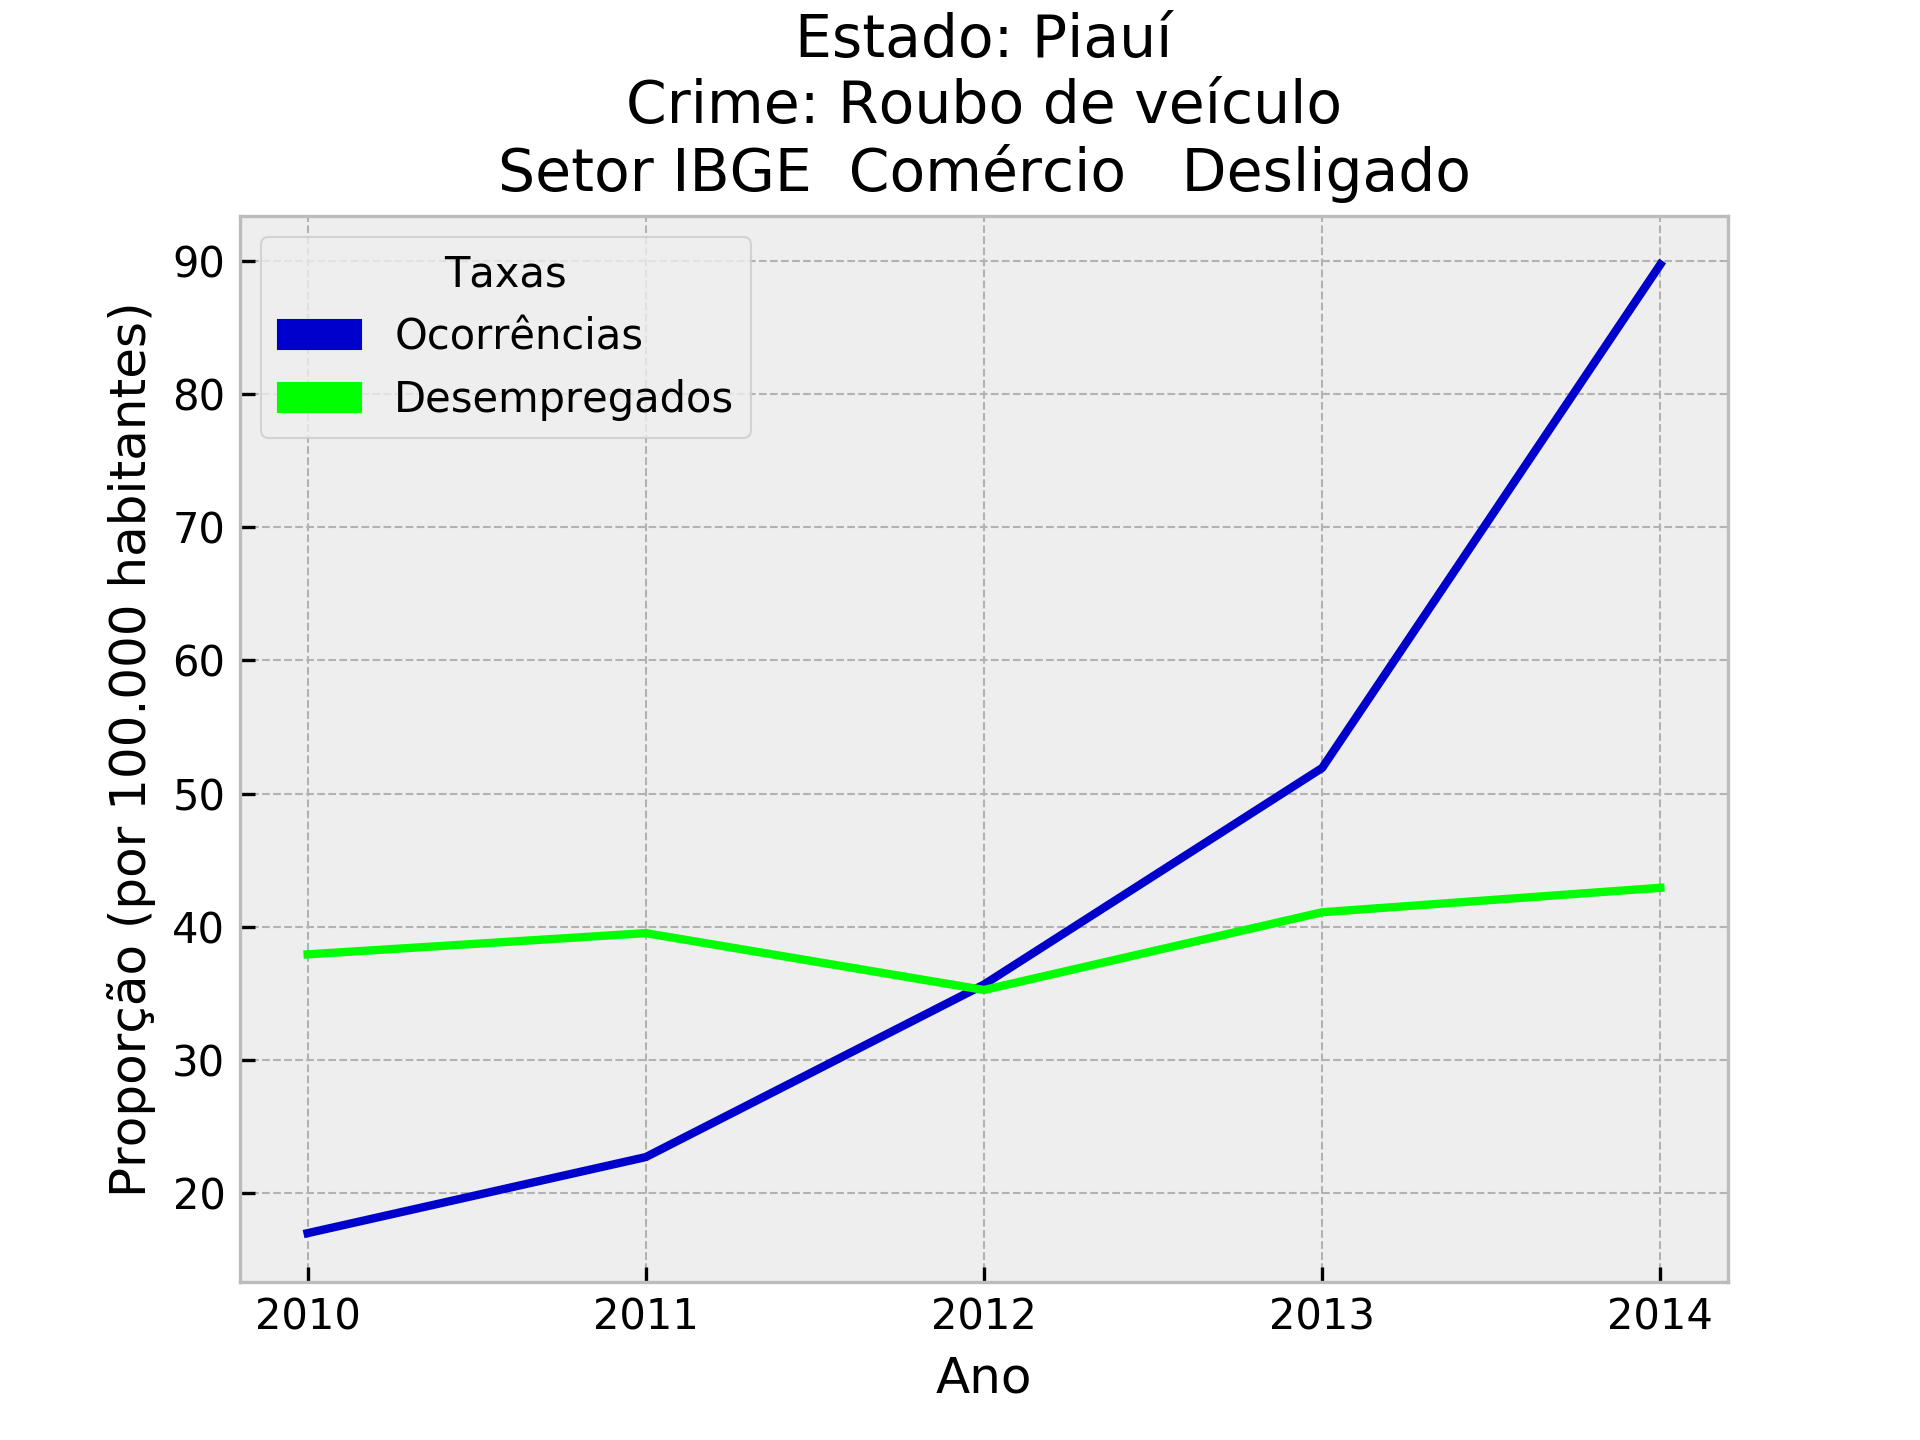 Estado: Piauí
Crime: Roubo de veículo
Setor IBGE  Comércio   Desligado
Taxas
Ocorrências
Desempregados
Proporção (por 100.000 habitantes)
90
80
70
60
50
40
30
20
2010 2011 2012 2013 2014
Ano